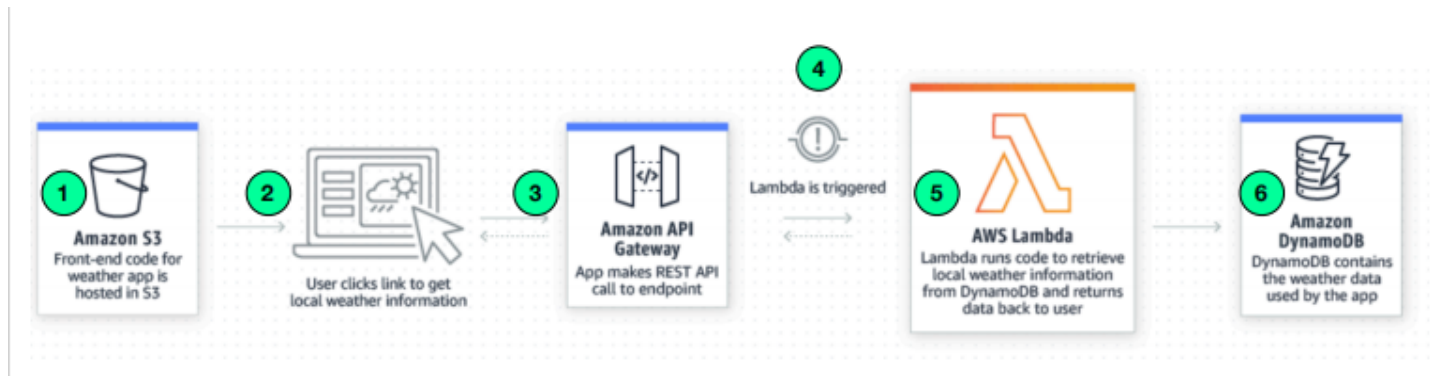 4
1
2
3
Lambda is triggered
5
6
Amazon S3
Front-end code for
weather app is
hosted in S3
User clicks link to get
local weather information
</>
Amazon API
Gateway
App makes REST API
call to endpoint
AWS Lambda
Lambda runs code to retrieve
local weather information
from DynamoDB and returns
data back to user
Amazon
DynamoDB
DynamoDB contains
the weather data
used by the app